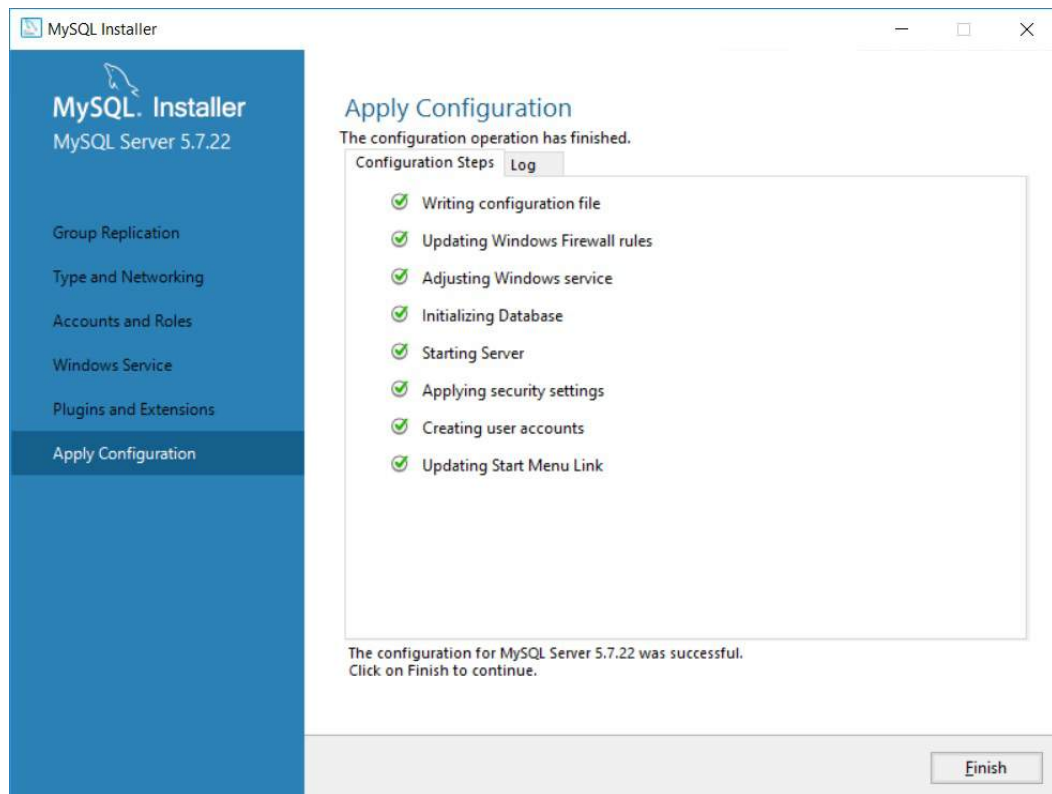 MySQL Installer
MySQL. Installer
MySQL Server 5.7.22
Group Replication
Type and Networking
Accounts and Roles
Windows Service
Plugins and Extensions
Apply Configuration
Apply Configuration
The configuration operation has finished.
Configuration Steps Log
Writing configuration file
Updating Windows Firewall rules
Adjusting Windows service
Initializing Database
Starting Server
Applying security settings
Creating user accounts
Updating Start Menu Link
The configuration for MySQL Server 5.7.22 was successful.
Click on Finish to continue.
Finish